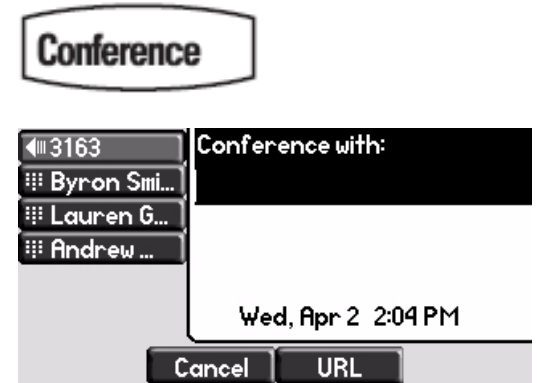 Conference
3163
Conference with:
Byron Smi...
Lauren G...
Andrew ...
Wed, Apr 2 2:04 PM
Cancel
URL